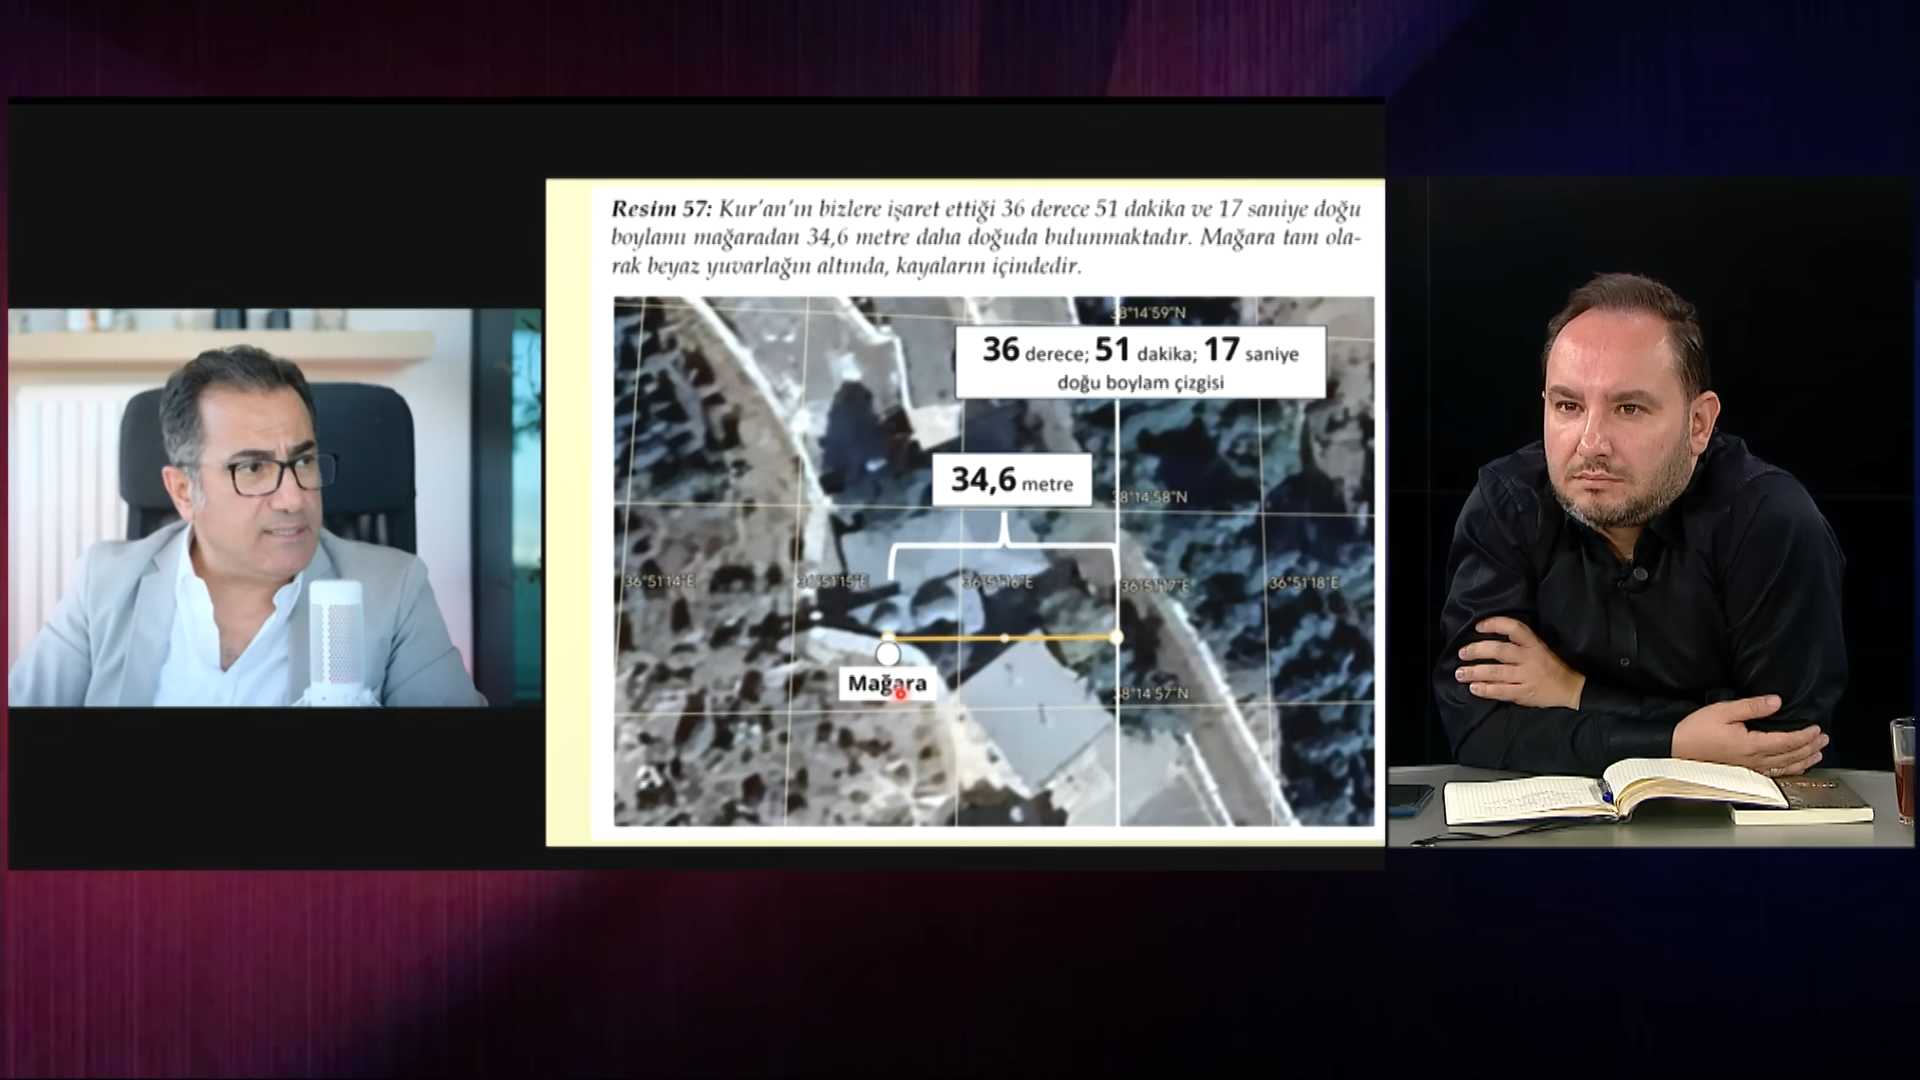 Resim 57: Kur'an'ın bizlere işaret ettiği 36 derece 51 dakika ve 17 saniye doğu
boylamı mağaradan 34,6 metre daha doğuda bulunmaktadır. Mağara tam ola-
rak beyaz yuvarlağın altında, kayaların içindedir.
38°14'59"N
36 derece; 51 dakika; 17 saniye
doğu boylam çizgisi
34,6 metre
38°14'58"N
36°51'14"E 36°51'15"E 36°51'16"E 36°51'17"E 36°51'18"E
Mağara
38°14'57"N